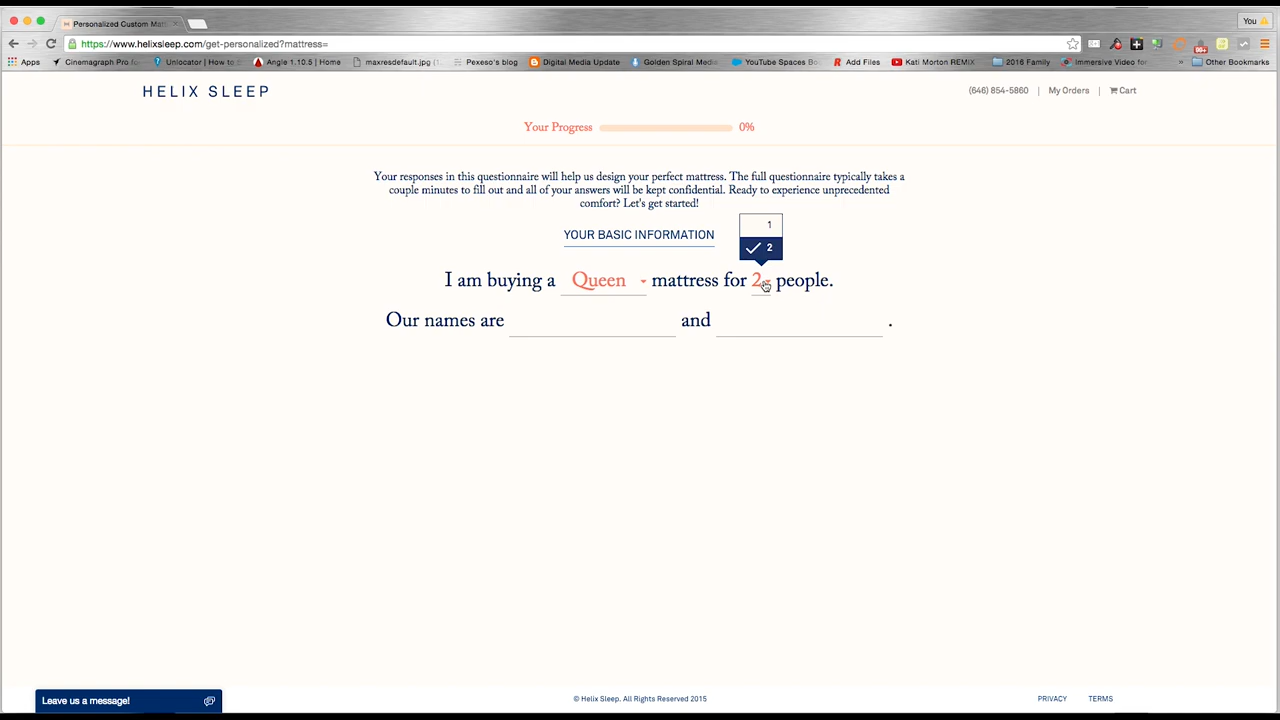 Personalized Custom Matt
You
https://www.helixsleep.com/get-personalized?mattress=
Apps Cinemagraph Pro fo Unlocator | How to S Angle 1.10.5 | Home maxresdefault.jpg ( Pexeso's blog Digital Media Update Golden Spiral Media YouTube Spaces Bo Add Files Kati Morton REMIX 2016 Family Immersive Video for » Other Bookmarks
HELIX SLEEP
(646) 854-5860 | My Orders | Cart
Your Progress 0%
Your responses in this questionnaire will help us design your perfect mattress. The full questionnaire typically takes a
couple minutes to fill out and all of your answers will be kept confidential. Ready to experience unprecedented
comfort? Let's get started!
1
YOUR BASIC INFORMATION
2
I am buying a Queen mattress for 2 people.
Our names are and .
Leave us a message!
© Helix Sleep. All Rights Reserved 2015
PRIVACY TERMS